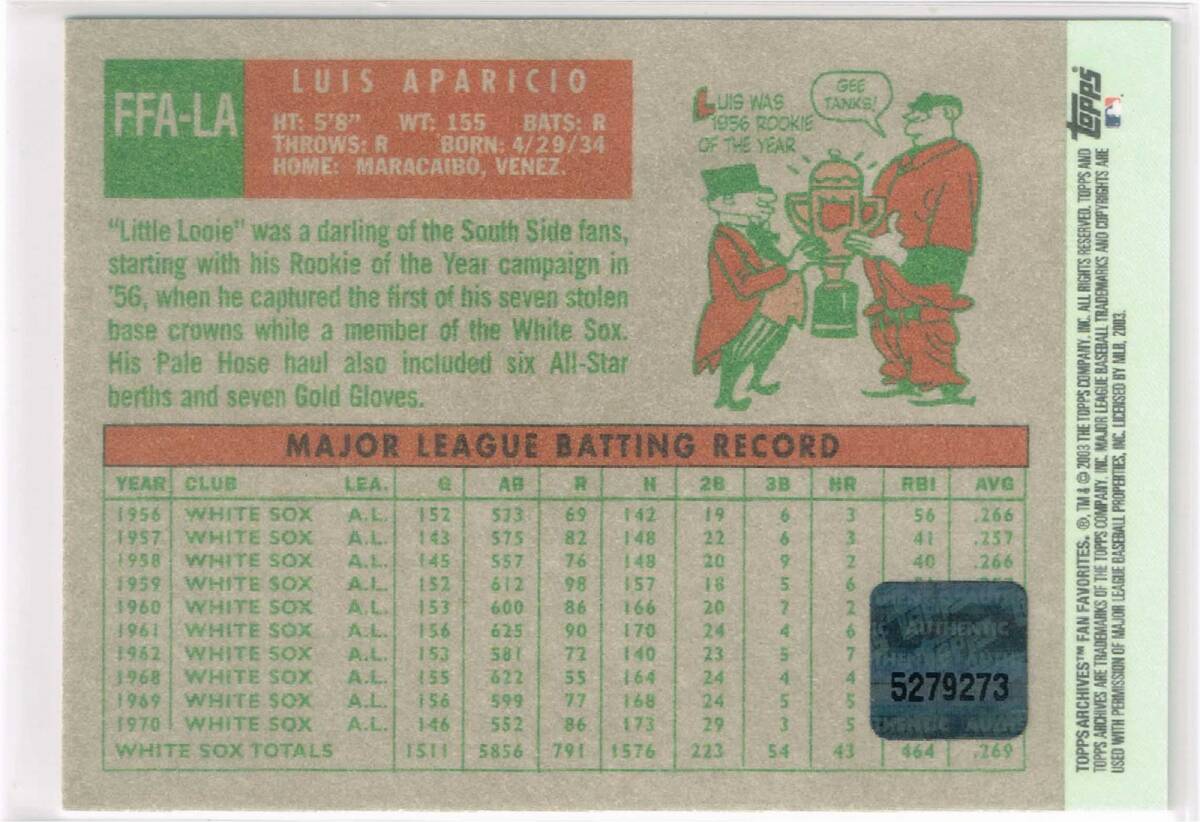 FFA-LA
LUIS APARICIO
HT: 5'8" WT: 155 BATS: R
THROWS: R BORN: 4/29/34
HOME: MARACAIBO, VENEZ.
LUIS WAS
1956 ROOKIE
OF THE YEAR
GEE
TANKS!
"Little Looie" was a darling of the South Side fans,
starting with his Rookie of the Year campaign in
'56, when he captured the first of his seven stolen
base crowns while a member of the White Sox.
His Pale Hose haul also included six All-Star
berths and seven Gold Gloves.
MAJOR LEAGUE BATTING RECORD
YEAR CLUB LEA. G AB R H 2B 3B HR RBI AVG
1956 WHITE SOX A.L. 152 533 69 142 19 6 3 56 .266
1957 WHITE SOX A.L. 143 575 82 148 22 6 3 41 .257
1958 WHITE SOX A.L. 145 557 76 148 20 9 2 40 .266
1959 WHITE SOX A.L. 152 612 98 157 18 5 6
1960 WHITE SOX A.L. 153 600 86 166 20 7 2
1961 WHITE SOX A.L. 156 625 90 170 24 4 6
1962 WHITE SOX A.L. 153 581 72 140 23 5 7
1968 WHITE SOX A.L. 155 622 55 164 24 4 4
1969 WHITE SOX A.L. 156 599 77 168 24 5 5
1970 WHITE SOX A.L. 146 552 86 173 29 3 5
WHITE SOX TOTALS 1511 5856 791 1576 223 54 43 464 .269
AUTHENTIC
5279273
TOPPS
TOPPS ARCHIVES™ FAN FAVORITES. ®, TM & © 2003 THE TOPPS COMPANY, INC. ALL RIGHTS RESERVED. TOPPS AND
TOPPS ARCHIVES ARE TRADEMARKS OF THE TOPPS COMPANY, INC. MAJOR LEAGUE BASEBALL TRADEMARKS AND COPYRIGHTS ARE
USED WITH PERMISSION OF MAJOR LEAGUE BASEBALL PROPERTIES, INC. LICENSED BY MLB, 2003.